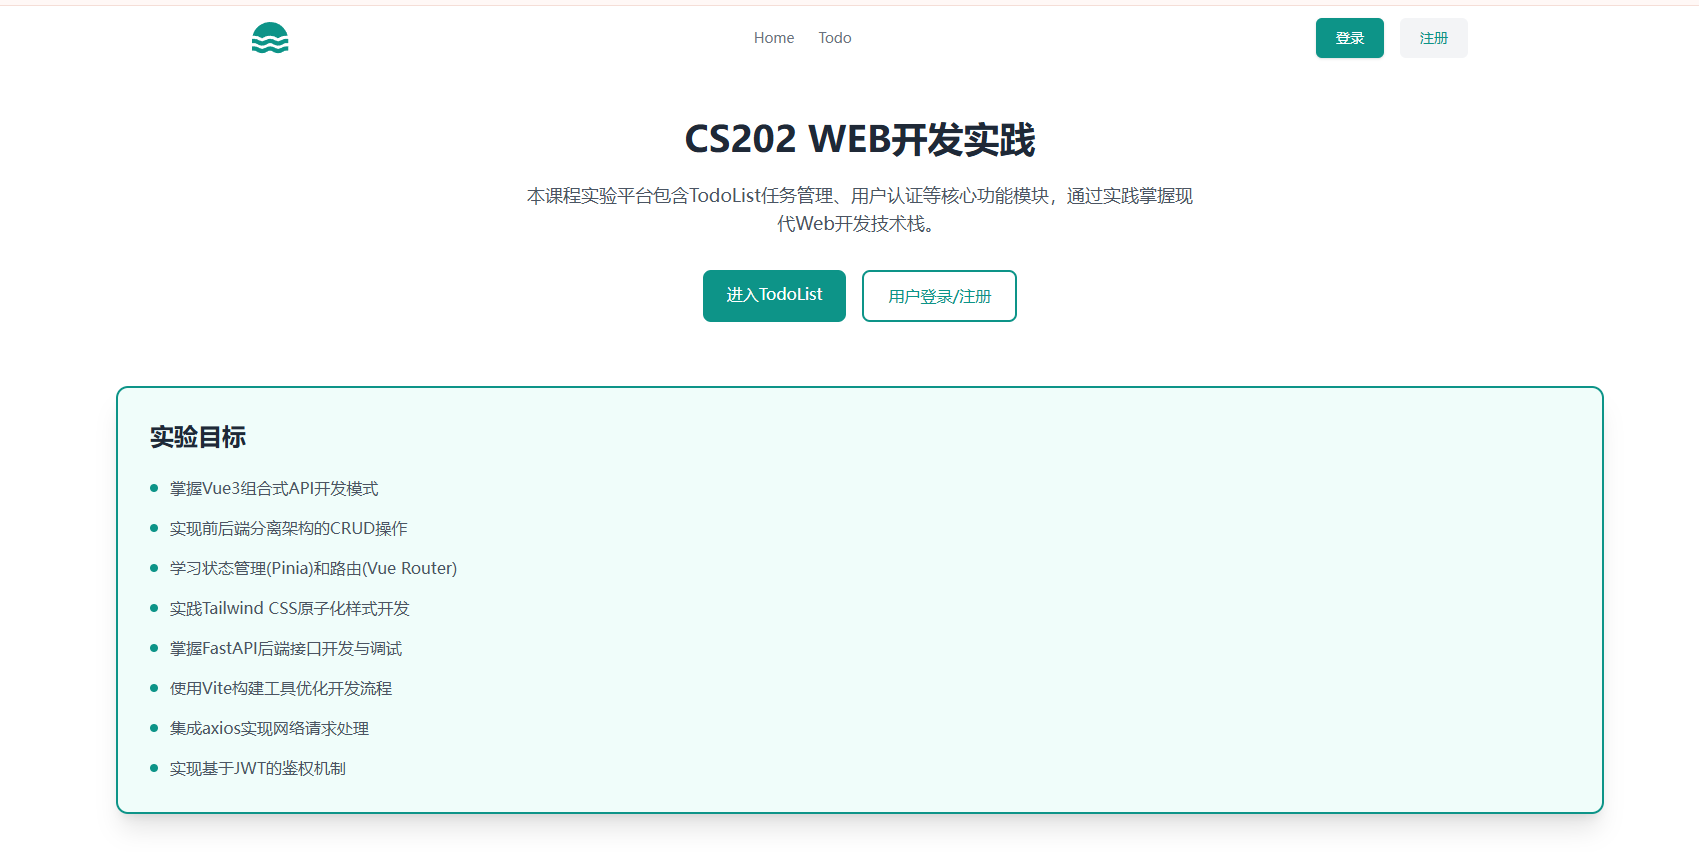 Home
Todo
登录
注册
CS202 WEB开发实践
本课程实验平台包含TodoList任务管理、用户认证等核心功能模块，通过实践掌握现
代Web开发技术栈。
进入TodoList
用户登录/注册
实验目标
掌握Vue3组合式API开发模式
实现前后端分离架构的CRUD操作
学习状态管理(Pinia)和路由(Vue Router)
实践Tailwind CSS原子化样式开发
掌握FastAPI后端接口开发与调试
使用Vite构建工具优化开发流程
集成axios实现网络请求处理
实现基于JWT的鉴权机制